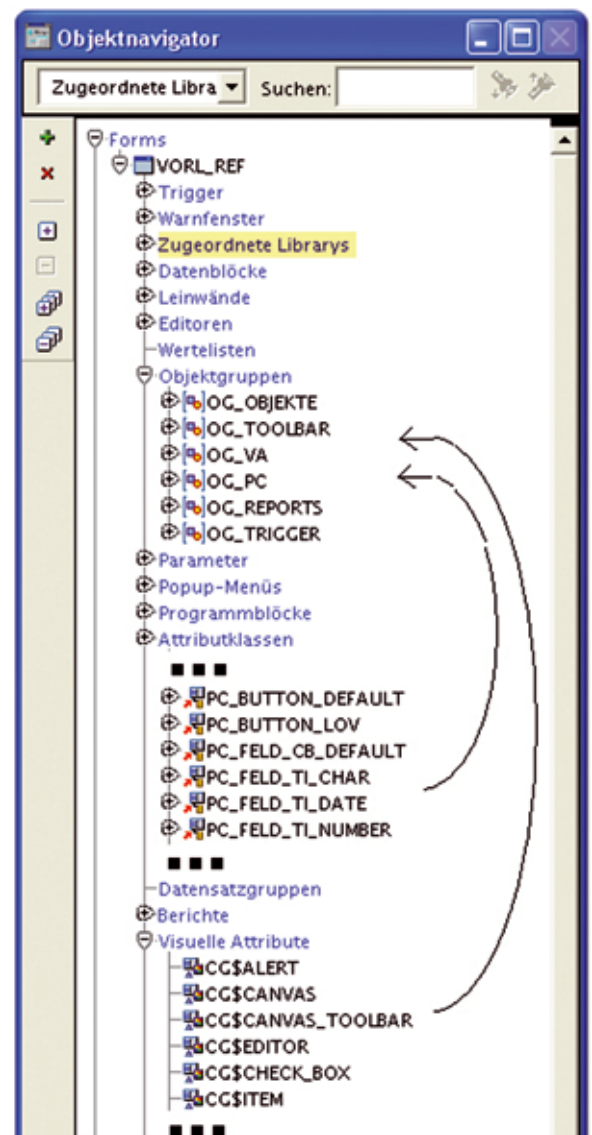 Objektnavigator
Zugeordnete Libra Suchen:
Forms
VORL_REF
Trigger
Warnfenster
Zugeordnete Librarys
Datenblöcke
Leinwände
Editoren
Wertelisten
Objektgruppen
OG_OBJEKTE
OG_TOOLBAR
OG_VA
OG_PC
OG_REPORTS
OG_TRIGGER
Parameter
Popup-Menüs
Programmblöcke
Attributklassen
PC_BUTTON_DEFAULT
PC_BUTTON_LOV
PC_FELD_CB_DEFAULT
PC_FELD_TI_CHAR
PC_FELD_TI_DATE
PC_FELD_TI_NUMBER
Datensatzgruppen
Berichte
Visuelle Attribute
CG$ALERT
CG$CANVAS
CG$CANVAS_TOOLBAR
CG$EDITOR
CG$CHECK_BOX
CG$ITEM